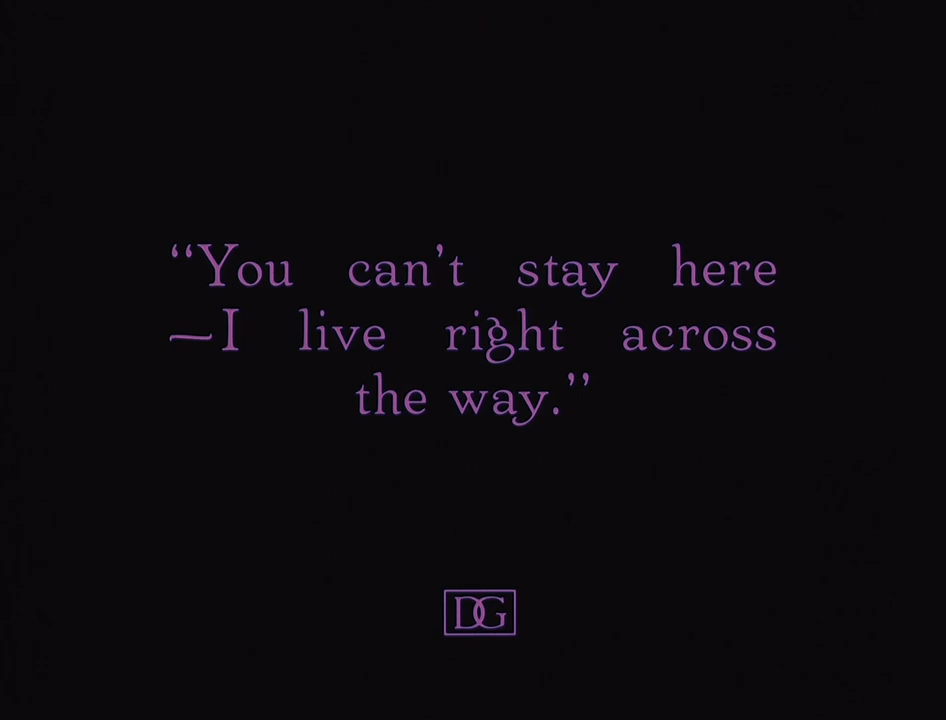 “You can’t stay here
—I live right across
the way.”
DG